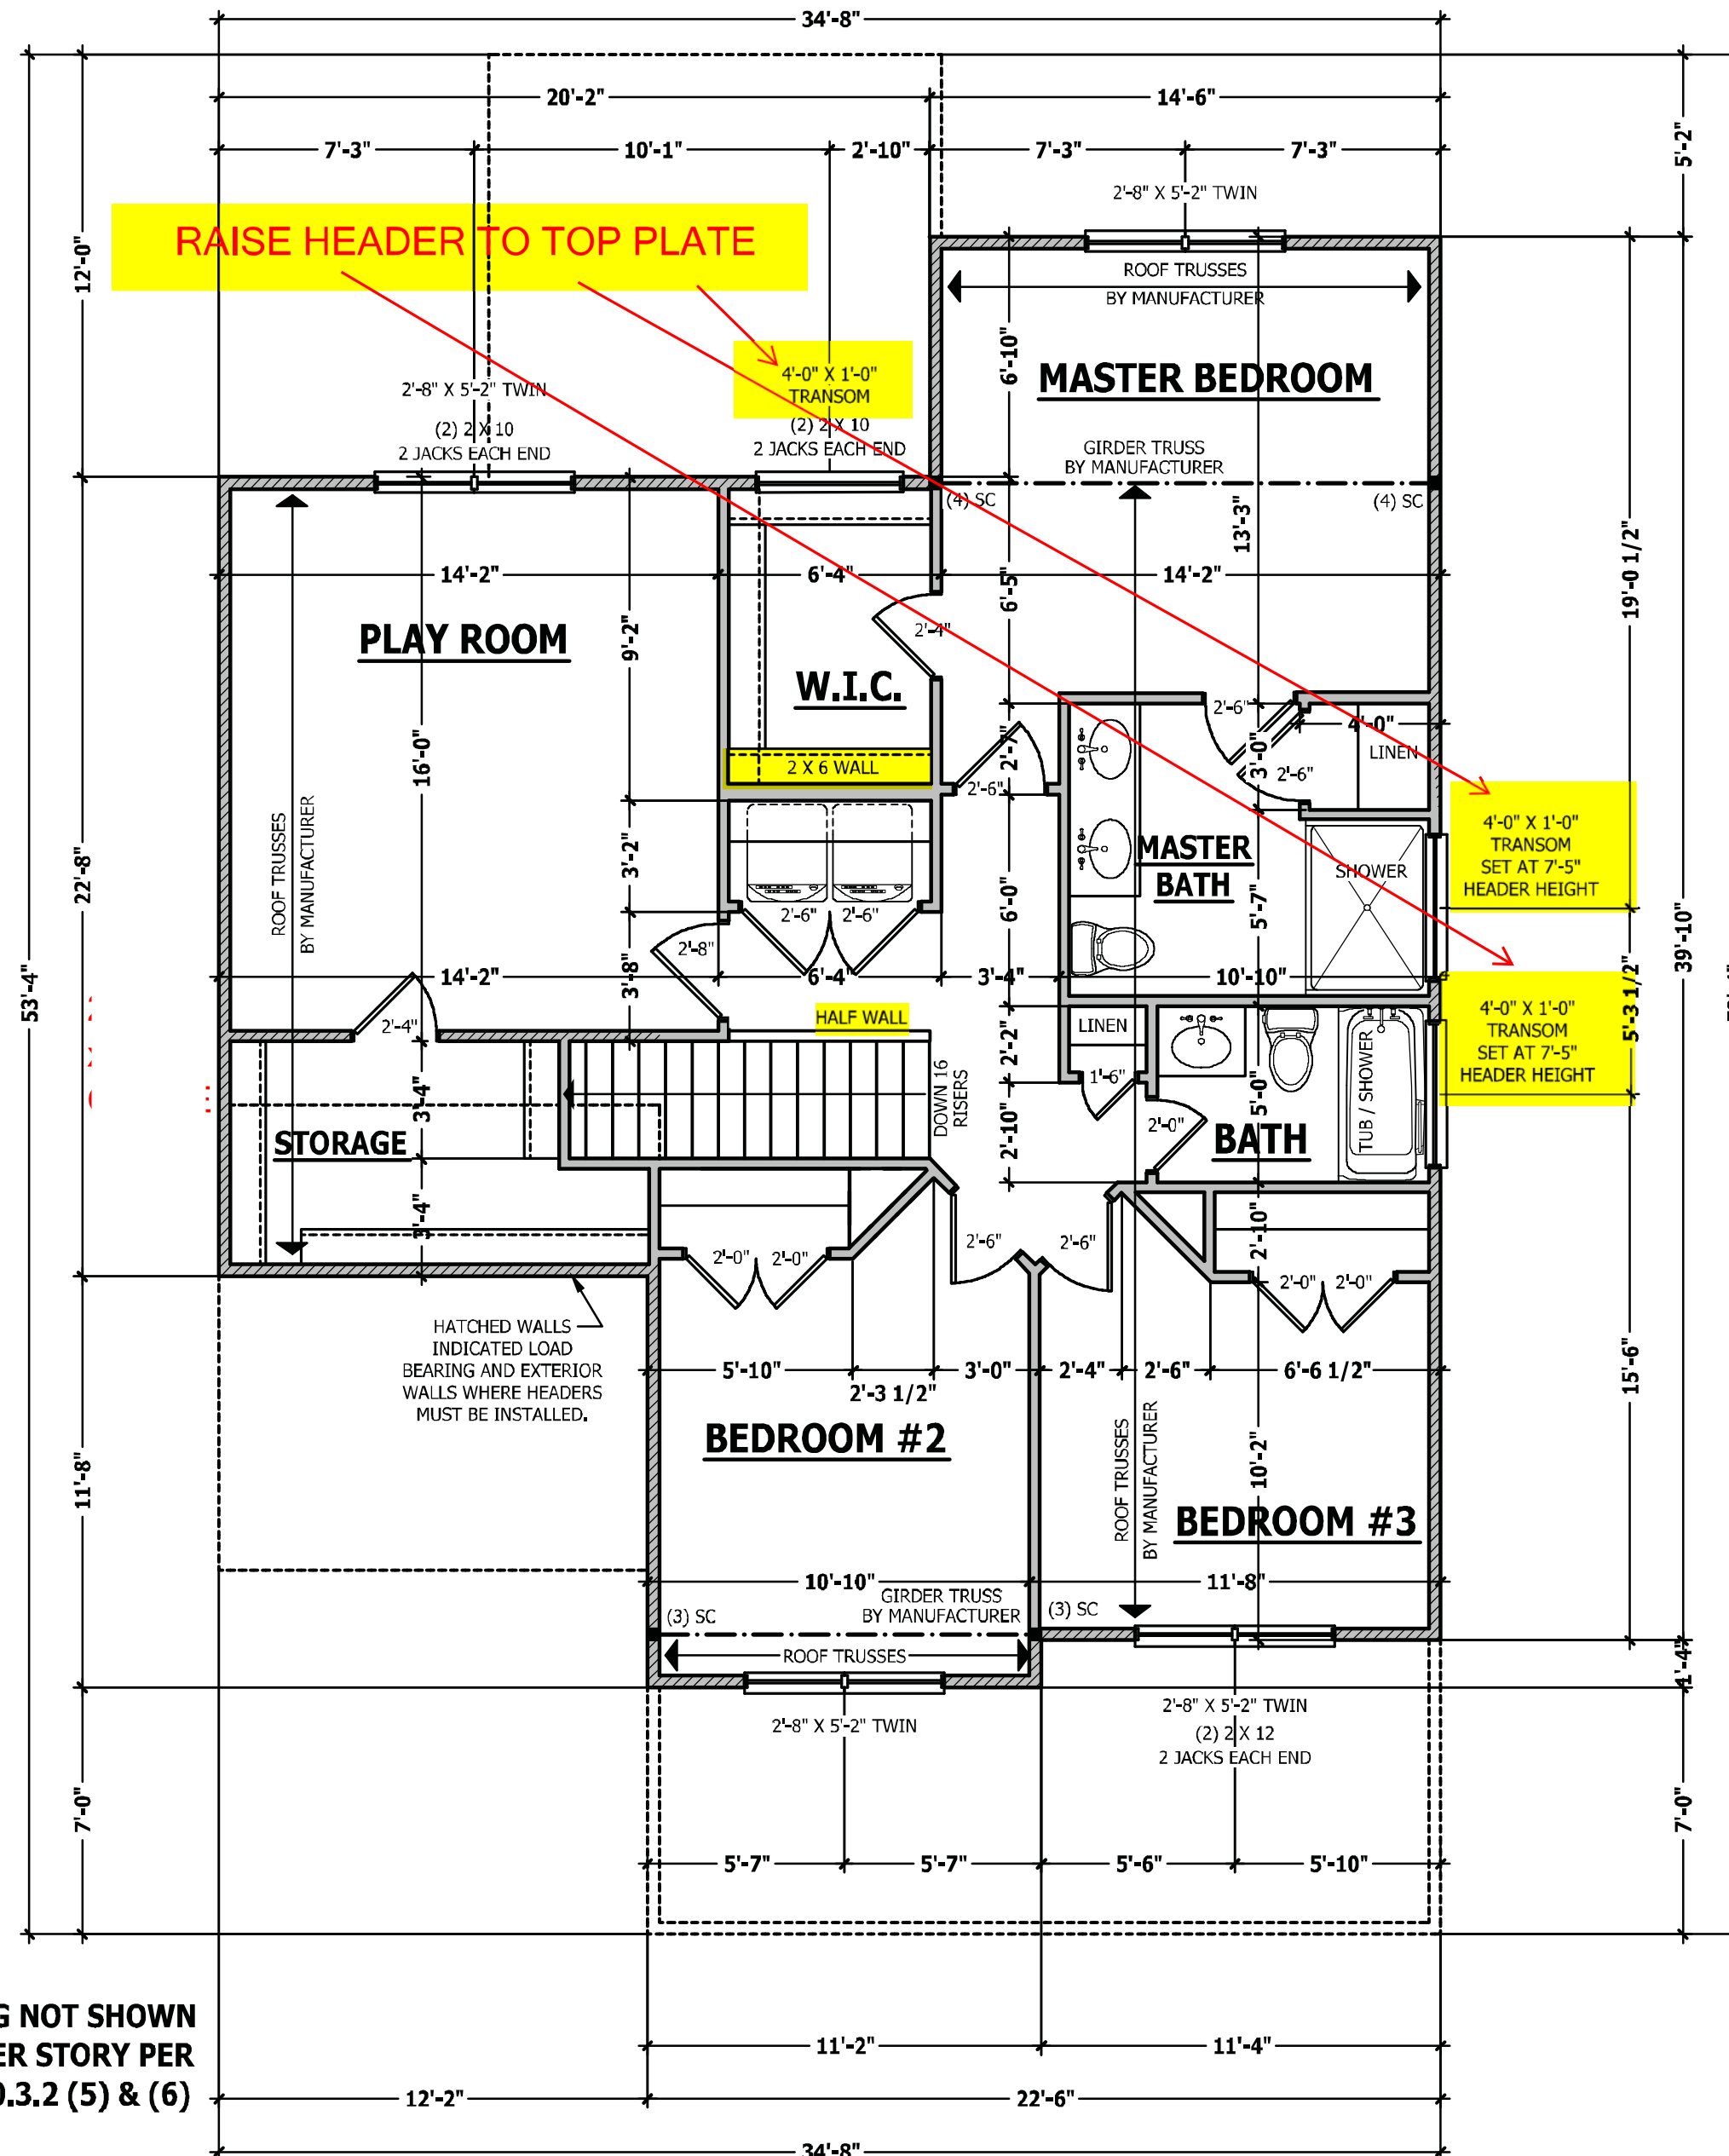 34'-8"
20'-2"
14'-6"
7'-3"
10'-1"
2'-10"
7'-3"
7'-3"
5'-2"
2'-8" X 5'-2" TWIN
RAISE HEADER TO TOP PLATE
12'-0"
ROOF TRUSSES
BY MANUFACTURER
6'-10"
4'-0" X 1'-0"
TRANSOM
(2) 2 X 10
2 JACKS EACH END
2'-8" X 5'-2" TWIN
(2) 2 X 10
2 JACKS EACH END
MASTER BEDROOM
GIRDER TRUSS
BY MANUFACTURER
(4) SC
(4) SC
13'-3"
19'-0 1/2"
14'-2"
6'-4"
6'-5"
14'-2"
PLAY ROOM
9'-2"
2'-4"
W.I.C.
2'-6"
4'-0"
LINEN
2'-7"
3'-0"
2'-6"
16'-0"
2 X 6 WALL
2'-6"
ROOF TRUSSES
BY MANUFACTURER
22'-8"
3'-2"
MASTER
BATH
SHOWER
4'-0" X 1'-0"
TRANSOM
SET AT 7'-5"
HEADER HEIGHT
2'-6"
2'-6"
6'-0"
5'-7"
39'-10"
53'-4"
2'-8"
14'-2"
3'-8"
6'-4"
3'-4"
10'-10"
5'-3 1/2"
HALF WALL
2'-4"
LINEN
2'-2"
4'-0" X 1'-0"
TRANSOM
SET AT 7'-5"
HEADER HEIGHT
TUB / SHOWER
1'-6"
5'-0"
3'-4"
DOWN 16
RISERS
STORAGE
2'-10"
2'-0"
BATH
2'-10"
2'-0"
2'-0"
2'-6"
2'-6"
2'-0"
2'-0"
HATCHED WALLS
INDICATED LOAD
BEARING AND EXTERIOR
WALLS WHERE HEADERS
MUST BE INSTALLED.
5'-10"
2'-3 1/2"
3'-0"
2'-4"
2'-6"
6'-6 1/2"
15'-6"
BEDROOM #2
11'-8"
ROOF TRUSSES
BY MANUFACTURER
10'-2"
BEDROOM #3
10'-10"
11'-8"
GIRDER TRUSS
BY MANUFACTURER
(3) SC
(3) SC
ROOF TRUSSES
1'-4"
2'-8" X 5'-2" TWIN
2'-8" X 5'-2" TWIN
(2) 2 X 12
2 JACKS EACH END
7'-0"
7'-0"
5'-7"
5'-7"
5'-6"
5'-10"
NOT SHOWN
STORY PER
.3.2 (5) & (6)
11'-2"
11'-4"
12'-2"
22'-6"
34'-8"